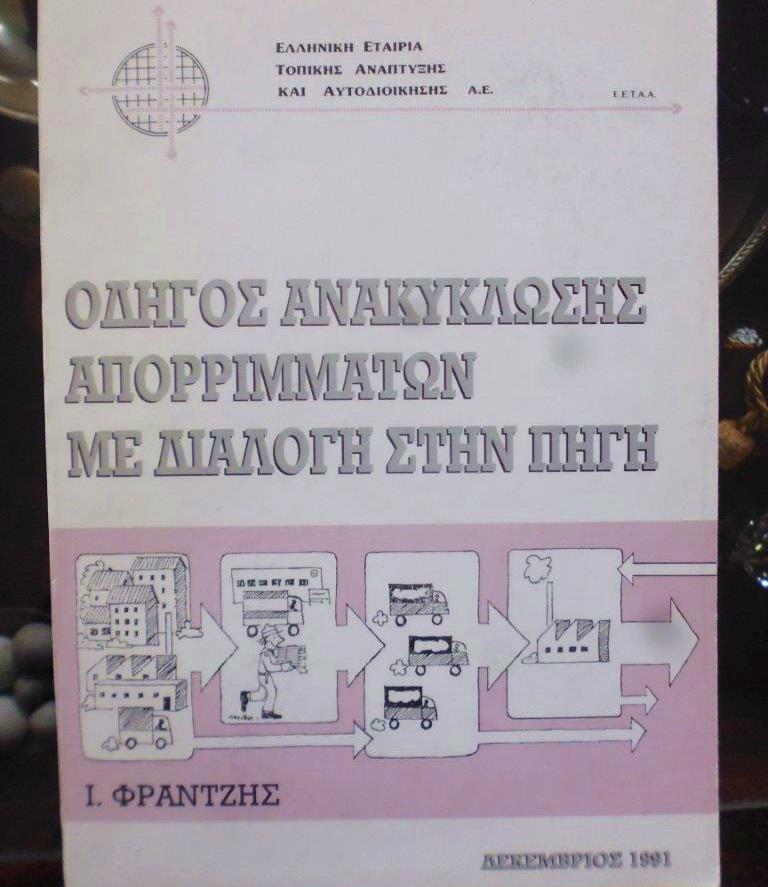 ΕΛΛΗΝΙΚΗ ΕΤΑΙΡΙΑ
ΤΟΠΙΚΗΣ ΑΝΑΠΤΥΞΗΣ
ΚΑΙ ΑΥΤΟΔΙΟΙΚΗΣΗΣ Α.Ε.
Ε.Ε.Τ.Α.Α.
ΟΔΗΓΟΣ ΑΝΑΚΥΚΛΩΣΗΣ
ΑΠΟΡΡΙΜΜΑΤΩΝ
ΜΕ ΔΙΑΛΟΓΗ ΣΤΗΝ ΠΗΓΗ
Ι. ΦΡΑΝΤΖΗΣ
ΔΕΚΕΜΒΡΙΟΣ 1991